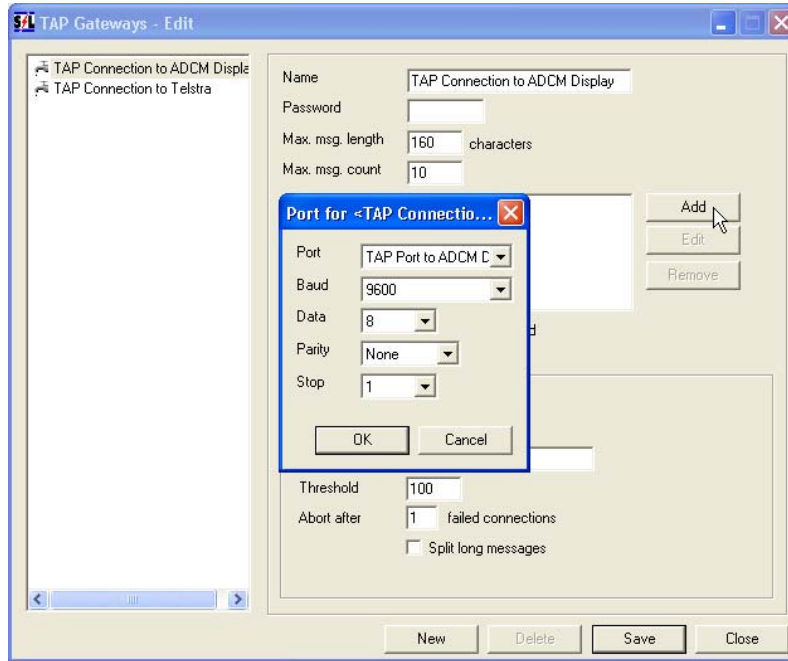 SfL TAP Gateways - Edit
TAP Connection to ADCM Displa
TAP Connection to Telstra
Name TAP Connection to ADCM Display
Password
Max. msg. length 160 characters
Max. msg. count 10
Add
Edit
Remove
Port for <TAP Connectio...
Port TAP Port to ADCM D
Baud 9600
Data 8
Parity None
Stop 1
OK Cancel
Threshold 100
Abort after 1 failed connections
Split long messages
New Delete Save Close